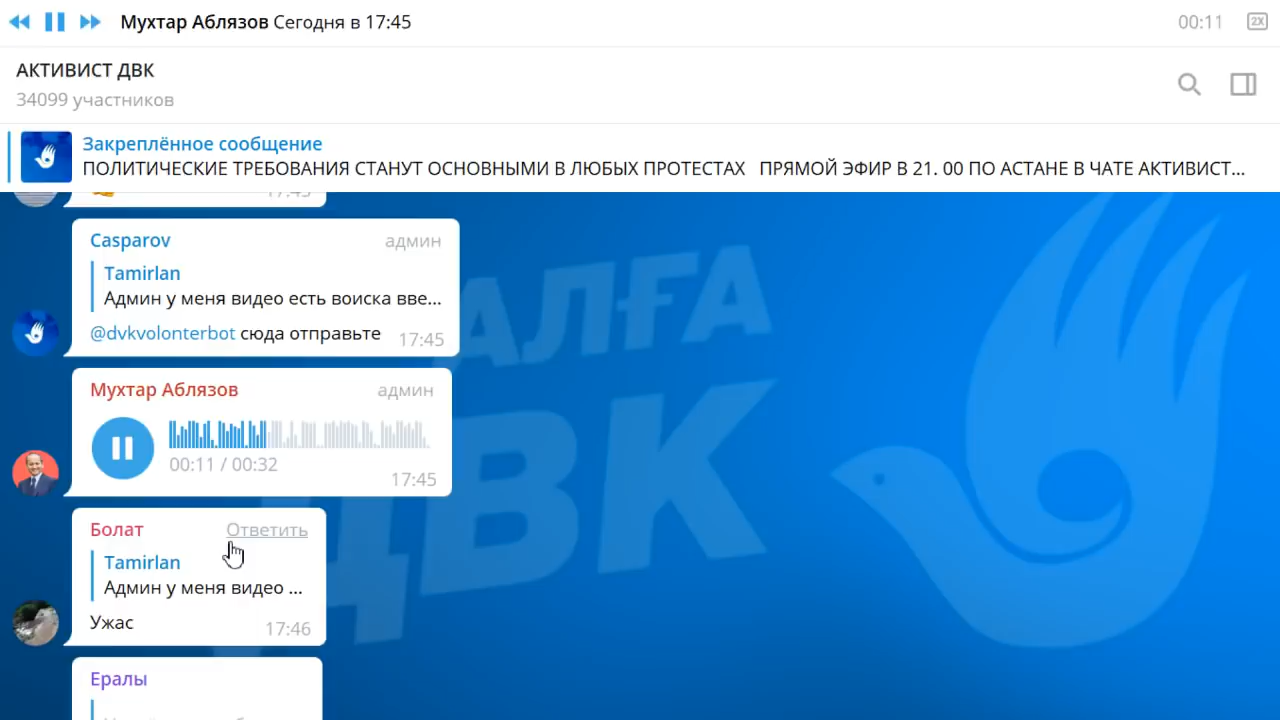 Мухтар Аблязов Сегодня в 17:45
00:11
2X
АКТИВИСТ ДВК
34099 участников
Закреплённое сообщение
ПОЛИТИЧЕСКИЕ ТРЕБОВАНИЯ СТАНУТ ОСНОВНЫМИ В ЛЮБЫХ ПРОТЕСТАХ ПРЯМОЙ ЭФИР В 21. 00 ПО АСТАНЕ В ЧАТЕ АКТИВИСТ...
17:45
Casparov админ
Tamirlan
Админ у меня видео есть воиска вве...
@dvkvolonterbot сюда отправьте 17:45
Мухтар Аблязов админ
00:11 / 00:32
17:45
Болат Ответить
Tamirlan
Админ у меня видео ...
Ужас 17:46
Ералы
АЛҒА
ДВК